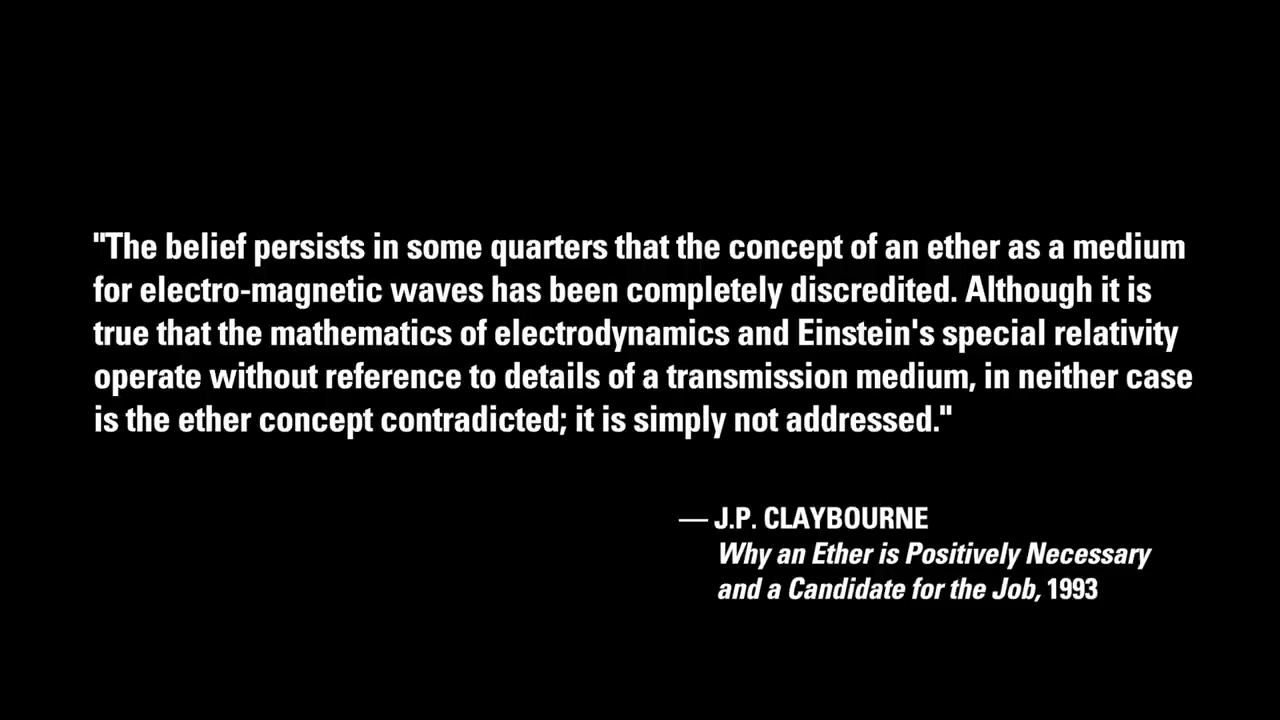 "The belief persists in some quarters that the concept of an ether as a medium
for electro-magnetic waves has been completely discredited. Although it is
true that the mathematics of electrodynamics and Einstein's special relativity
operate without reference to details of a transmission medium, in neither case
is the ether concept contradicted; it is simply not addressed."
— J.P. CLAYBOURNE
Why an Ether is Positively Necessary
and a Candidate for the Job, 1993